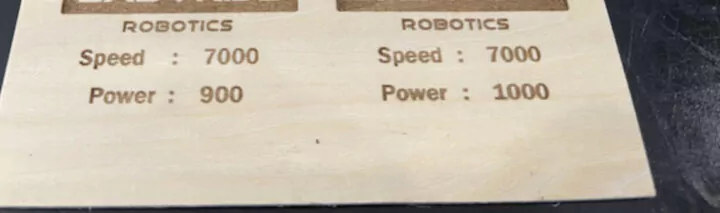 ROBOTICS
Speed : 7000
Power : 900
ROBOTICS
Speed : 7000
Power : 1000